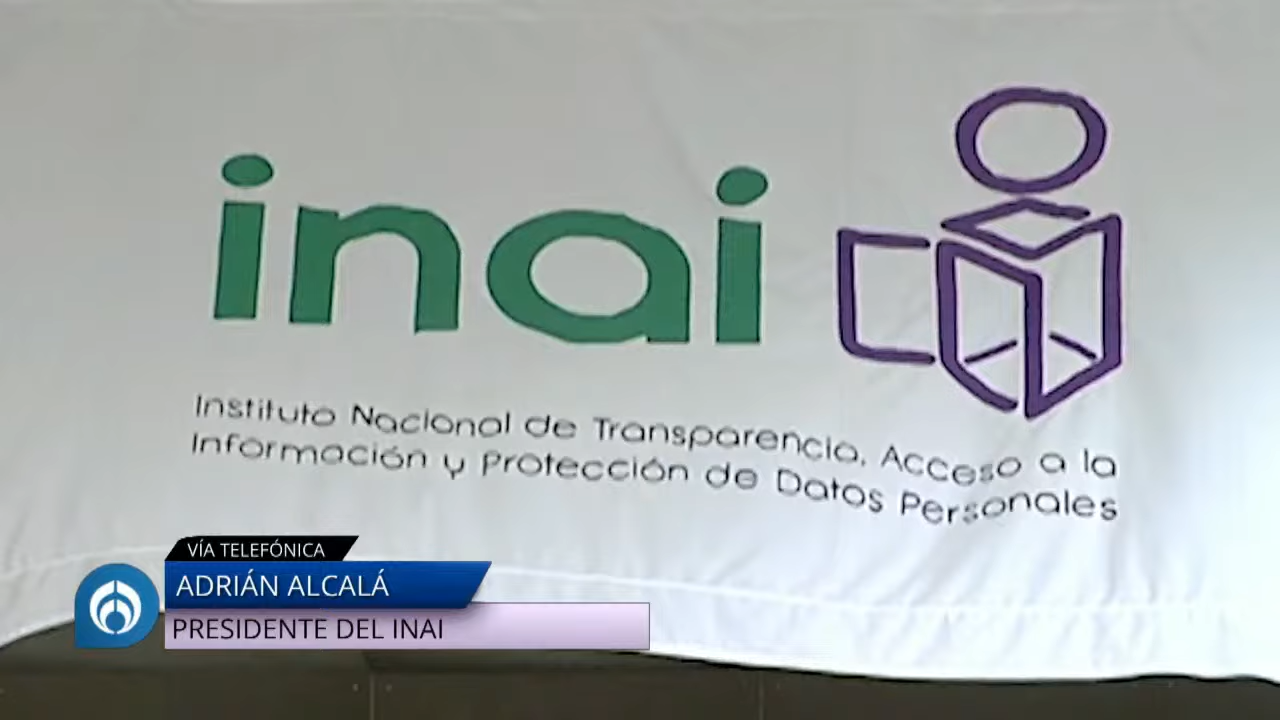 inai
Instituto Nacional de Transparencia, Acceso a la
Información y Protección de Datos Personales
VÍA TELEFÓNICA
ADRIÁN ALCALÁ
PRESIDENTE DEL INAI